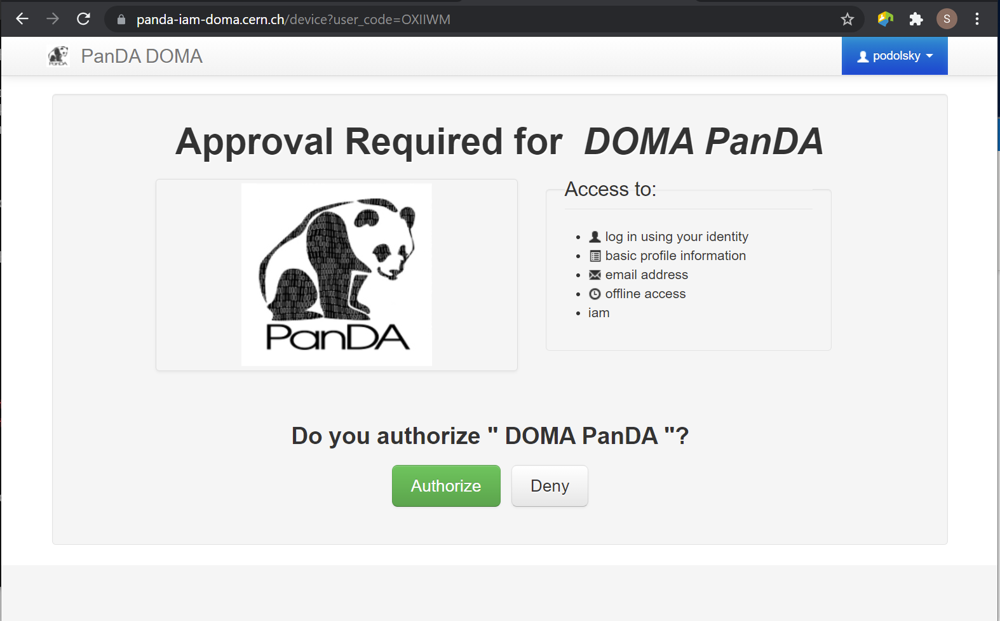 panda-iam-doma.cern.ch/device?user_code=OXIIWM
S
PanDA
PanDA DOMA
podolsky
Approval Required for DOMA PanDA
PanDA
Access to:
log in using your identity
basic profile information
email address
offline access
iam
Do you authorize " DOMA PanDA "?
Authorize
Deny